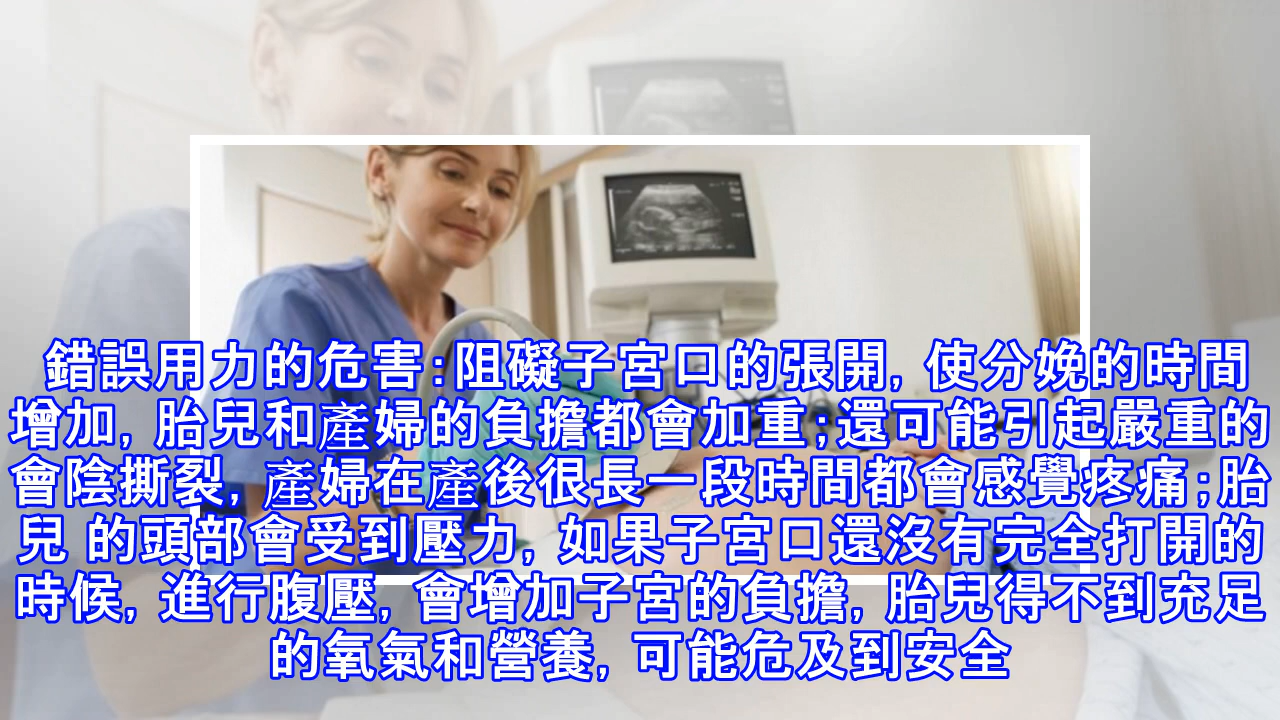 錯誤用力的危害:阻礙子宮口的張開, 使分娩的時間
增加, 胎兒和產婦的負擔都會加重;還可能引起嚴重的
會陰撕裂, 產婦在產後很長一段時間都會感覺疼痛;胎
兒 的頭部會受到壓力, 如果子宮口還沒有完全打開的
時候, 進行腹壓, 會增加子宮的負擔, 胎兒得不到充足
的氧氣和營養, 可能危及到安全